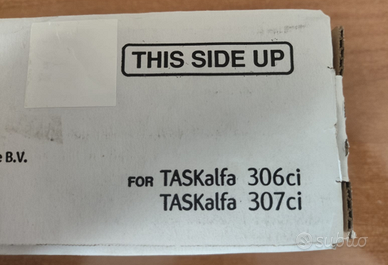 THIS SIDE UP
e B.V.
FOR TASKalfa 306ci
TASKalfa 307ci
subito